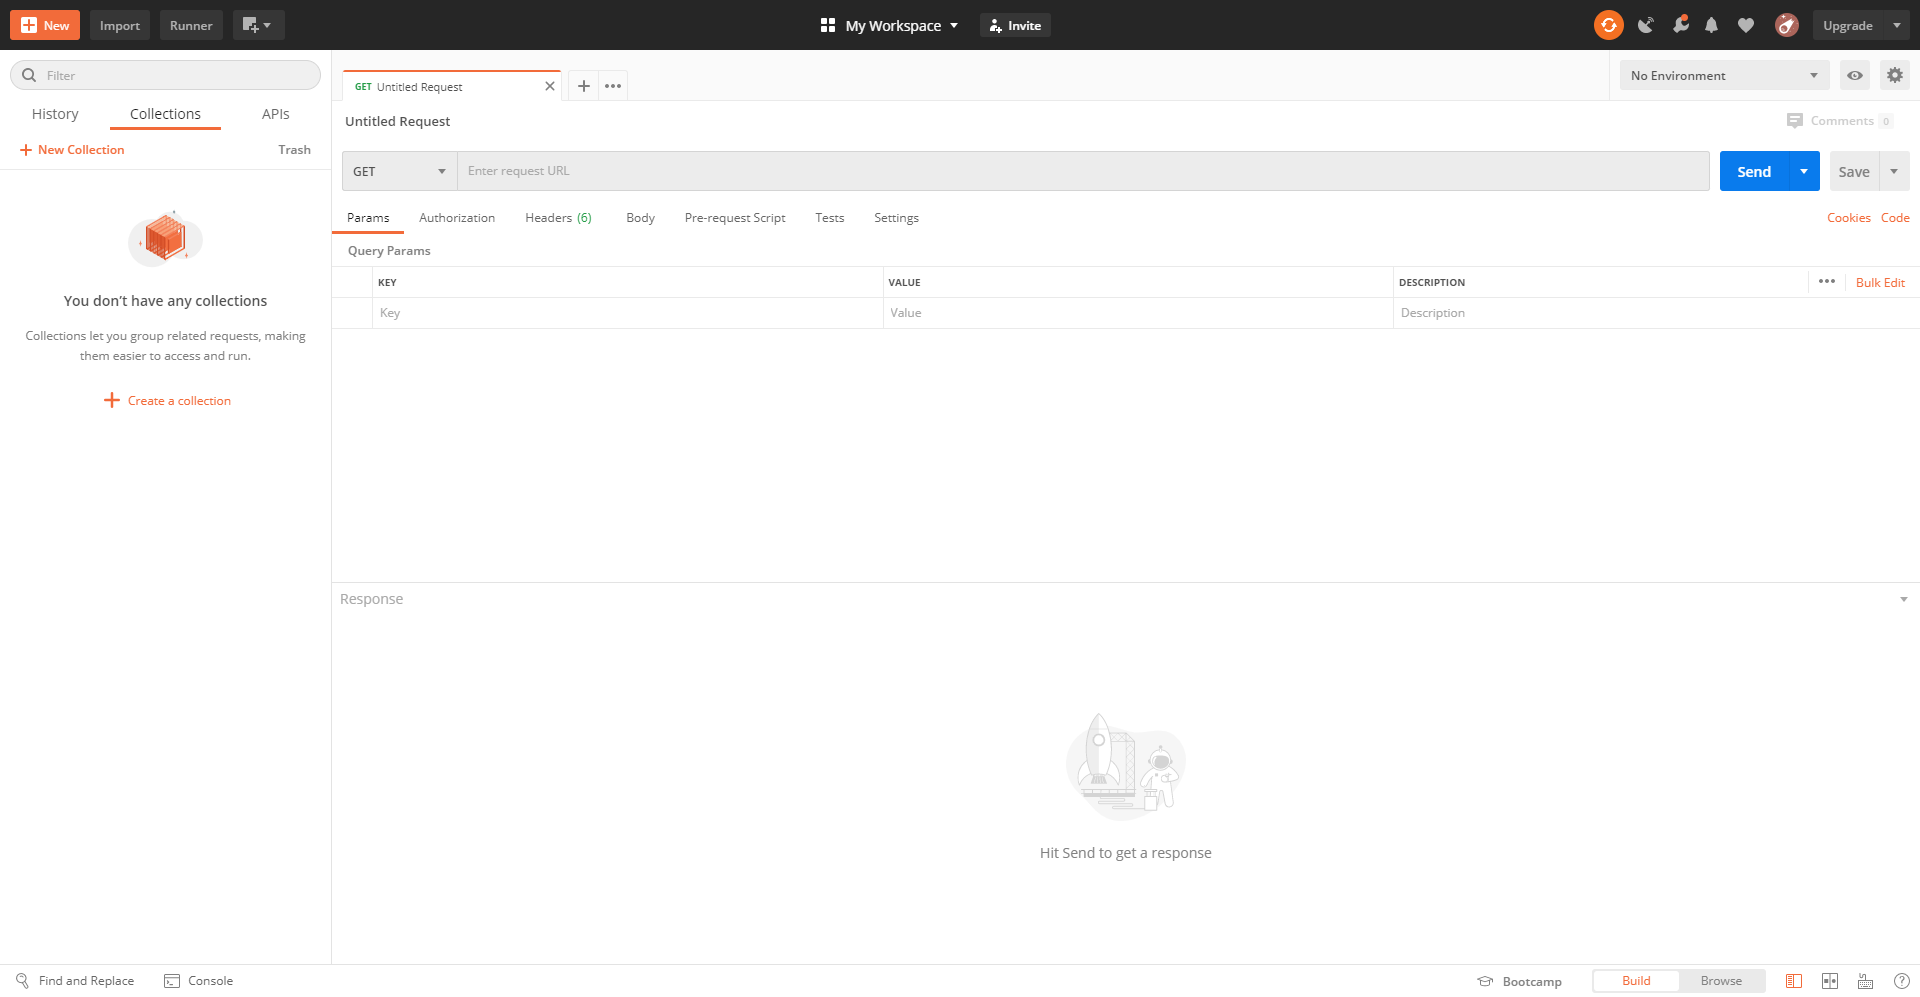 New Import Runner My Workspace Invite Upgrade
Filter
History Collections APIs
+ New Collection Trash
You don’t have any collections
Collections let you group related requests, making
them easier to access and run.
+ Create a collection
GET Untitled Request
No Environment
Untitled Request
Comments 0
GET Enter request URL Send Save
Params Authorization Headers (6) Body Pre-request Script Tests Settings Cookies Code
Query Params
KEY VALUE DESCRIPTION ••• Bulk Edit
Key Value Description
Response
Hit Send to get a response
Find and Replace Console Bootcamp Build Browse